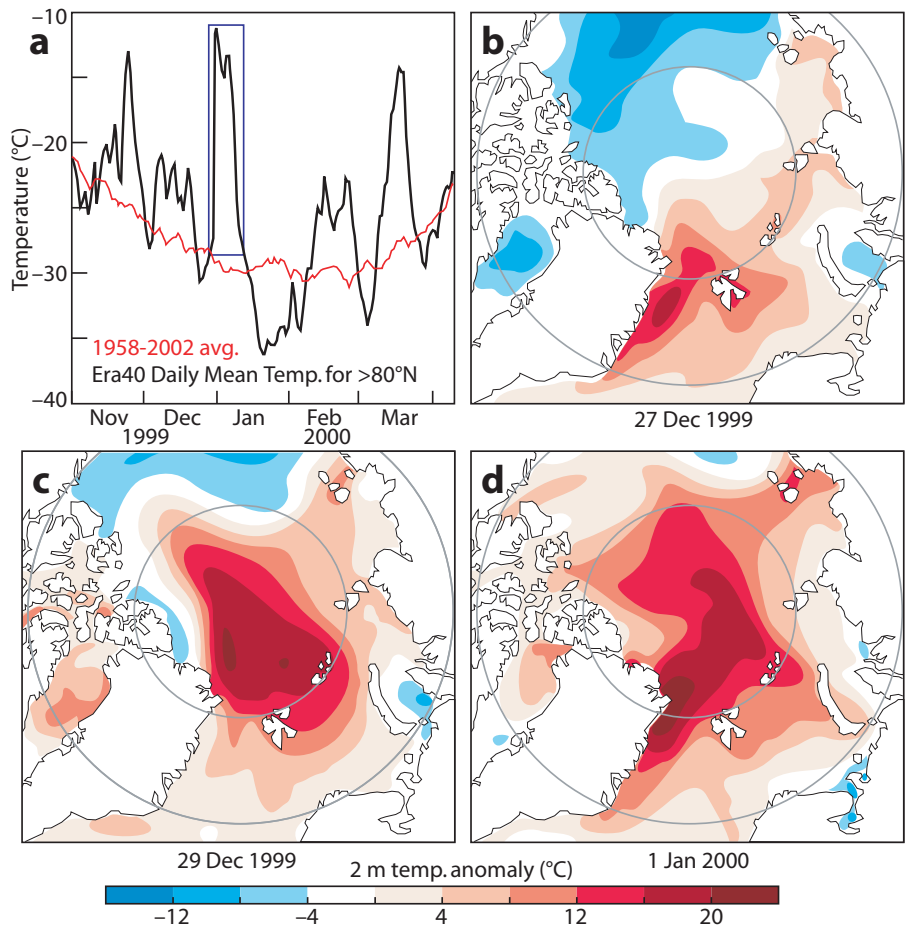 a
−10
−20
−30
−40
Temperature (°C)
1958-2002 avg.
Era40 Daily Mean Temp. for >80°N
Nov Dec Jan Feb Mar
1999 2000
b
27 Dec 1999
c
29 Dec 1999
d
1 Jan 2000
2 m temp. anomaly (°C)
−12 −4 4 12 20